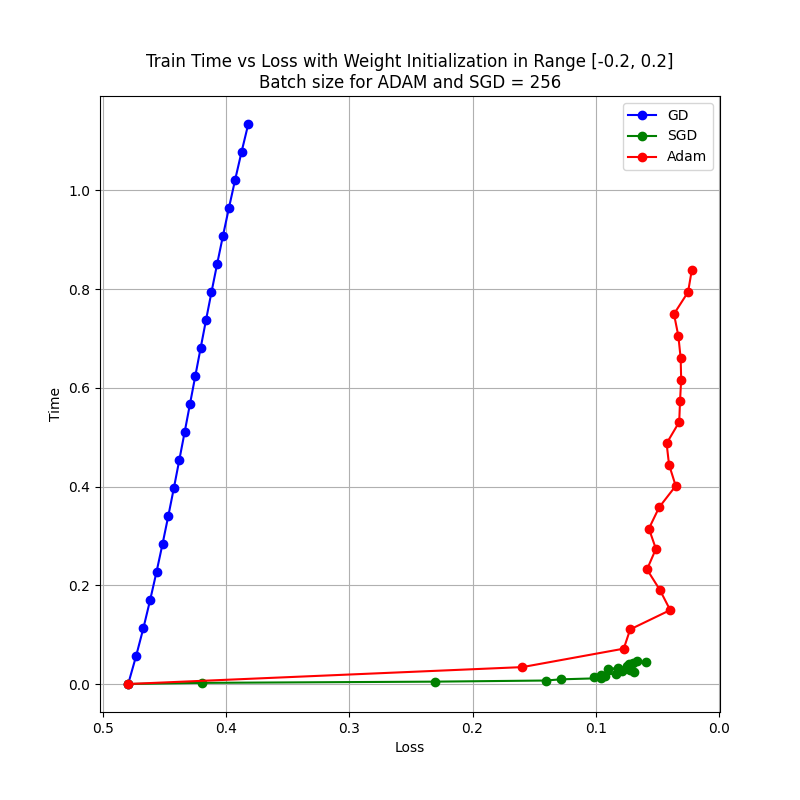 Train Time vs Loss with Weight Initialization in Range [-0.2, 0.2]
Batch size for ADAM and SGD = 256
GD
SGD
Adam
1.0
0.8
0.6
0.4
0.2
0.0
Time
0.5 0.4 0.3 0.2 0.1 0.0
Loss